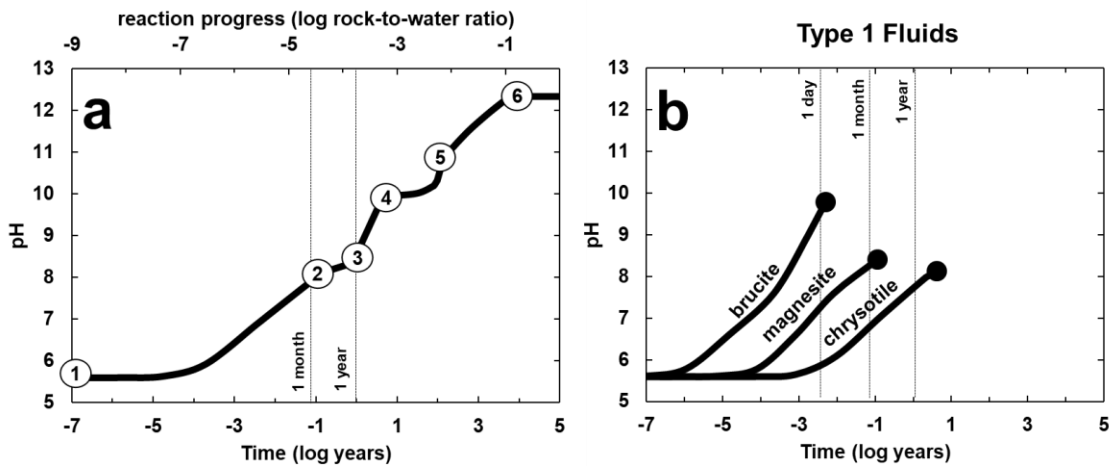 reaction progress (log rock-to-water ratio)
-9 -7 -5 -3 -1
a
13
12
11
10
9
8
7
6
5
pH
1
2
3
4
5
6
1 month
1 year
-7 -5 -3 -1 1 3 5
Time (log years)
Type 1 Fluids
b
13
12
11
10
9
8
7
6
5
pH
1 day
1 month
1 year
brucite
magnesite
chrysotile
-7 -5 -3 -1 1 3 5
Time (log years)